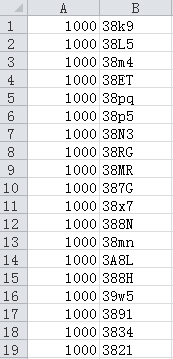 A B
1 1000 38k9
2 1000 38L5
3 1000 38m4
4 1000 38ET
5 1000 38pq
6 1000 38p5
7 1000 38N3
8 1000 38RG
9 1000 38MR
10 1000 387G
11 1000 38x7
12 1000 388N
13 1000 38mn
14 1000 3A8L
15 1000 388H
16 1000 39w5
17 1000 3891
18 1000 3834
19 1000 3821